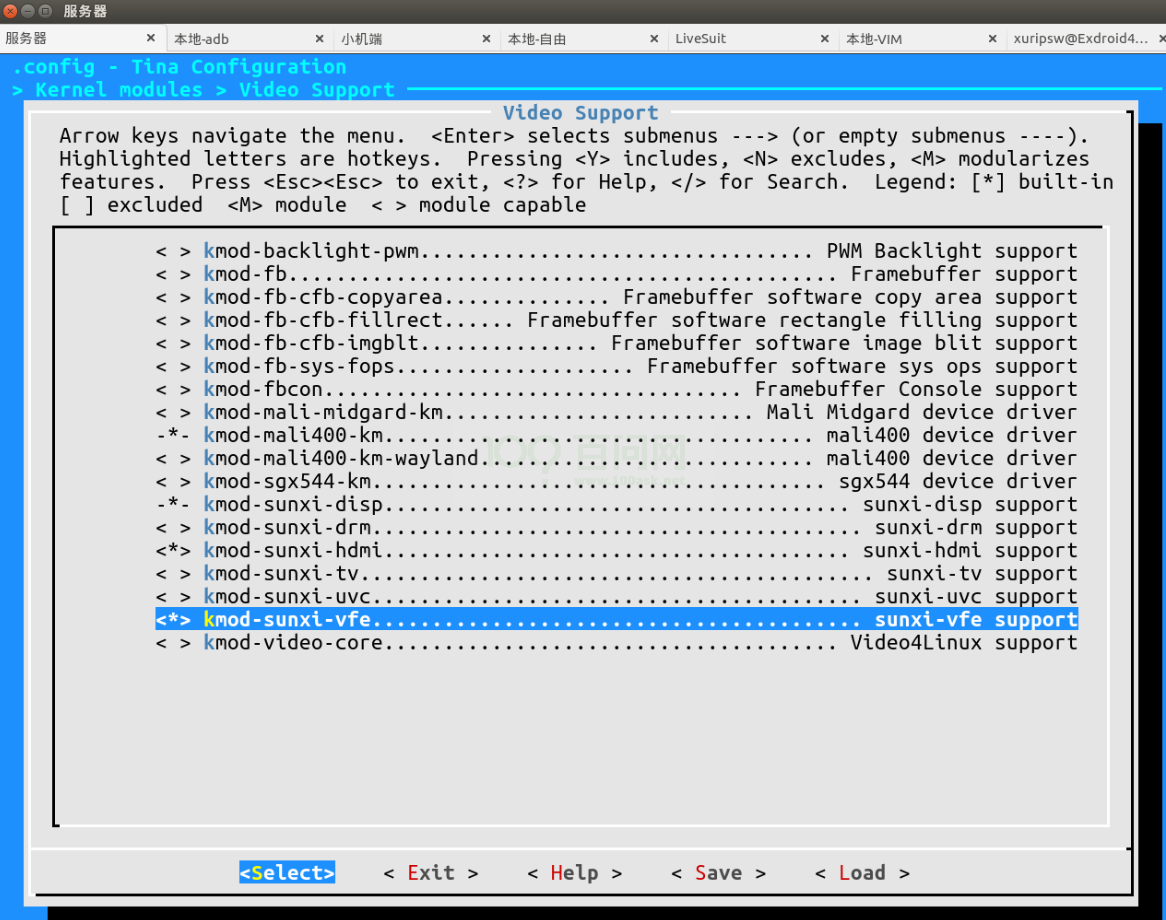 服务器
服务器 × 本地-adb × 小机端 × 本地-自由 × LiveSuit × 本地-VIM × xuripsw@Exdroid4... ×
.config - Tina Configuration
> Kernel modules > Video Support
Video Support
Arrow keys navigate the menu.  <Enter> selects submenus ---> (or empty submenus ----).
Highlighted letters are hotkeys.  Pressing <Y> includes, <N> excludes, <M> modularizes
features.  Press <Esc><Esc> to exit, <?> for Help, </> for Search.  Legend: [*] built-in
[ ] excluded  <M> module  < > module capable
< > kmod-backlight-pwm................................. PWM Backlight support
< > kmod-fb.............................................. Framebuffer support
< > kmod-fb-cfb-copyarea.............. Framebuffer software copy area support
< > kmod-fb-cfb-fillrect...... Framebuffer software rectangle filling support
< > kmod-fb-cfb-imgblt............... Framebuffer software image blit support
< > kmod-fb-sys-fops.................... Framebuffer software sys ops support
< > kmod-fbcon................................... Framebuffer Console support
< > kmod-mali-midgard-km.......................... Mali Midgard device driver
-*- kmod-mali400-km.................................... mali400 device driver
< > kmod-mali400-km-wayland............................ mali400 device driver
< > kmod-sgx544-km...................................... sgx544 device driver
-*- kmod-sunxi-disp....................................... sunxi-disp support
< > kmod-sunxi-drm......................................... sunxi-drm support
<*> kmod-sunxi-hdmi....................................... sunxi-hdmi support
< > kmod-sunxi-tv........................................... sunxi-tv support
< > kmod-sunxi-uvc......................................... sunxi-uvc support
<*> kmod-sunxi-vfe......................................... sunxi-vfe support
< > kmod-video-core...................................... Video4Linux support
<Select>    < Exit >    < Help >    < Save >    < Load >